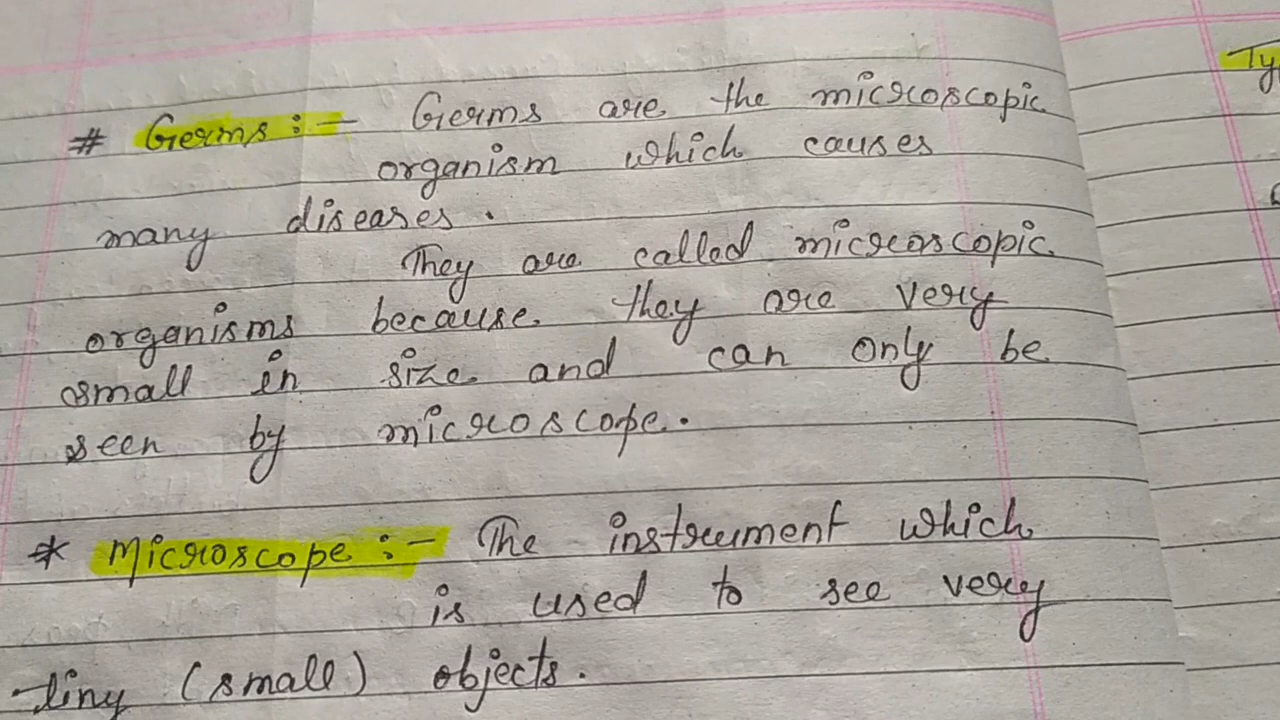 # Germs :- Germs are the microscopic
organism which causes
many diseases.
They are called microscopic
organisms because they are very
small in size and can only be
seen by microscope.
* Microscope :- The instrument which
is used to see very
tiny (small) objects.
Ty